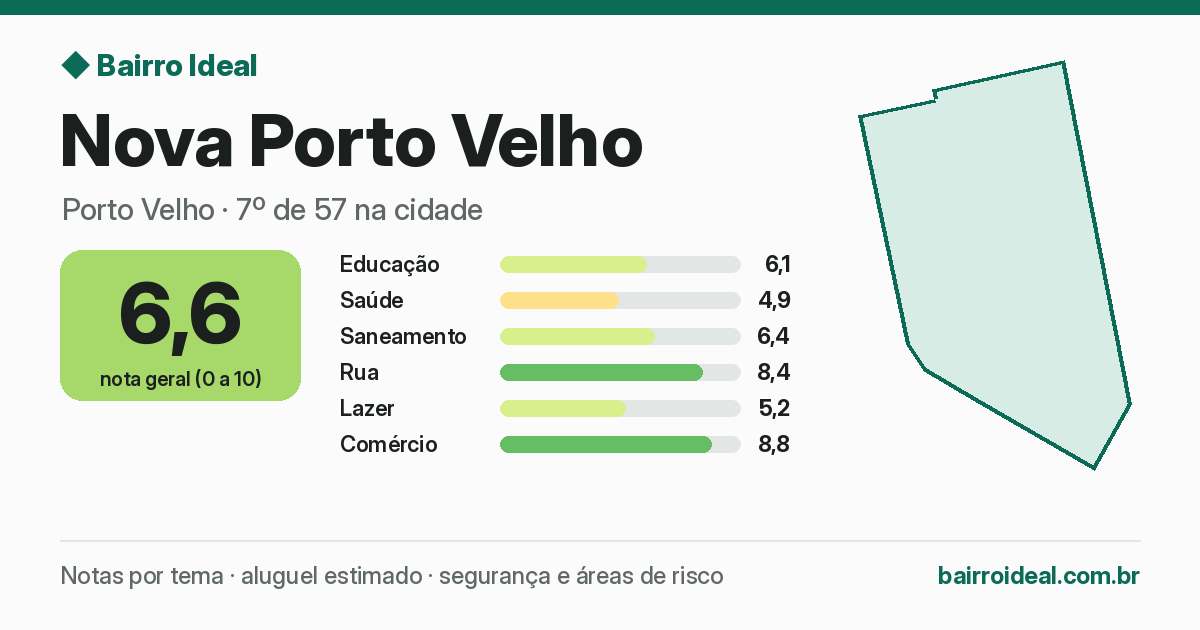 Bairro Ideal
Nova Porto Velho
Porto Velho · 7º de 57 na cidade
6,6
nota geral (0 a 10)
Educação 6,1
Saúde 4,9
Saneamento 6,4
Rua 8,4
Lazer 5,2
Comércio 8,8
Notas por tema · aluguel estimado · segurança e áreas de risco
bairroideal.com.br